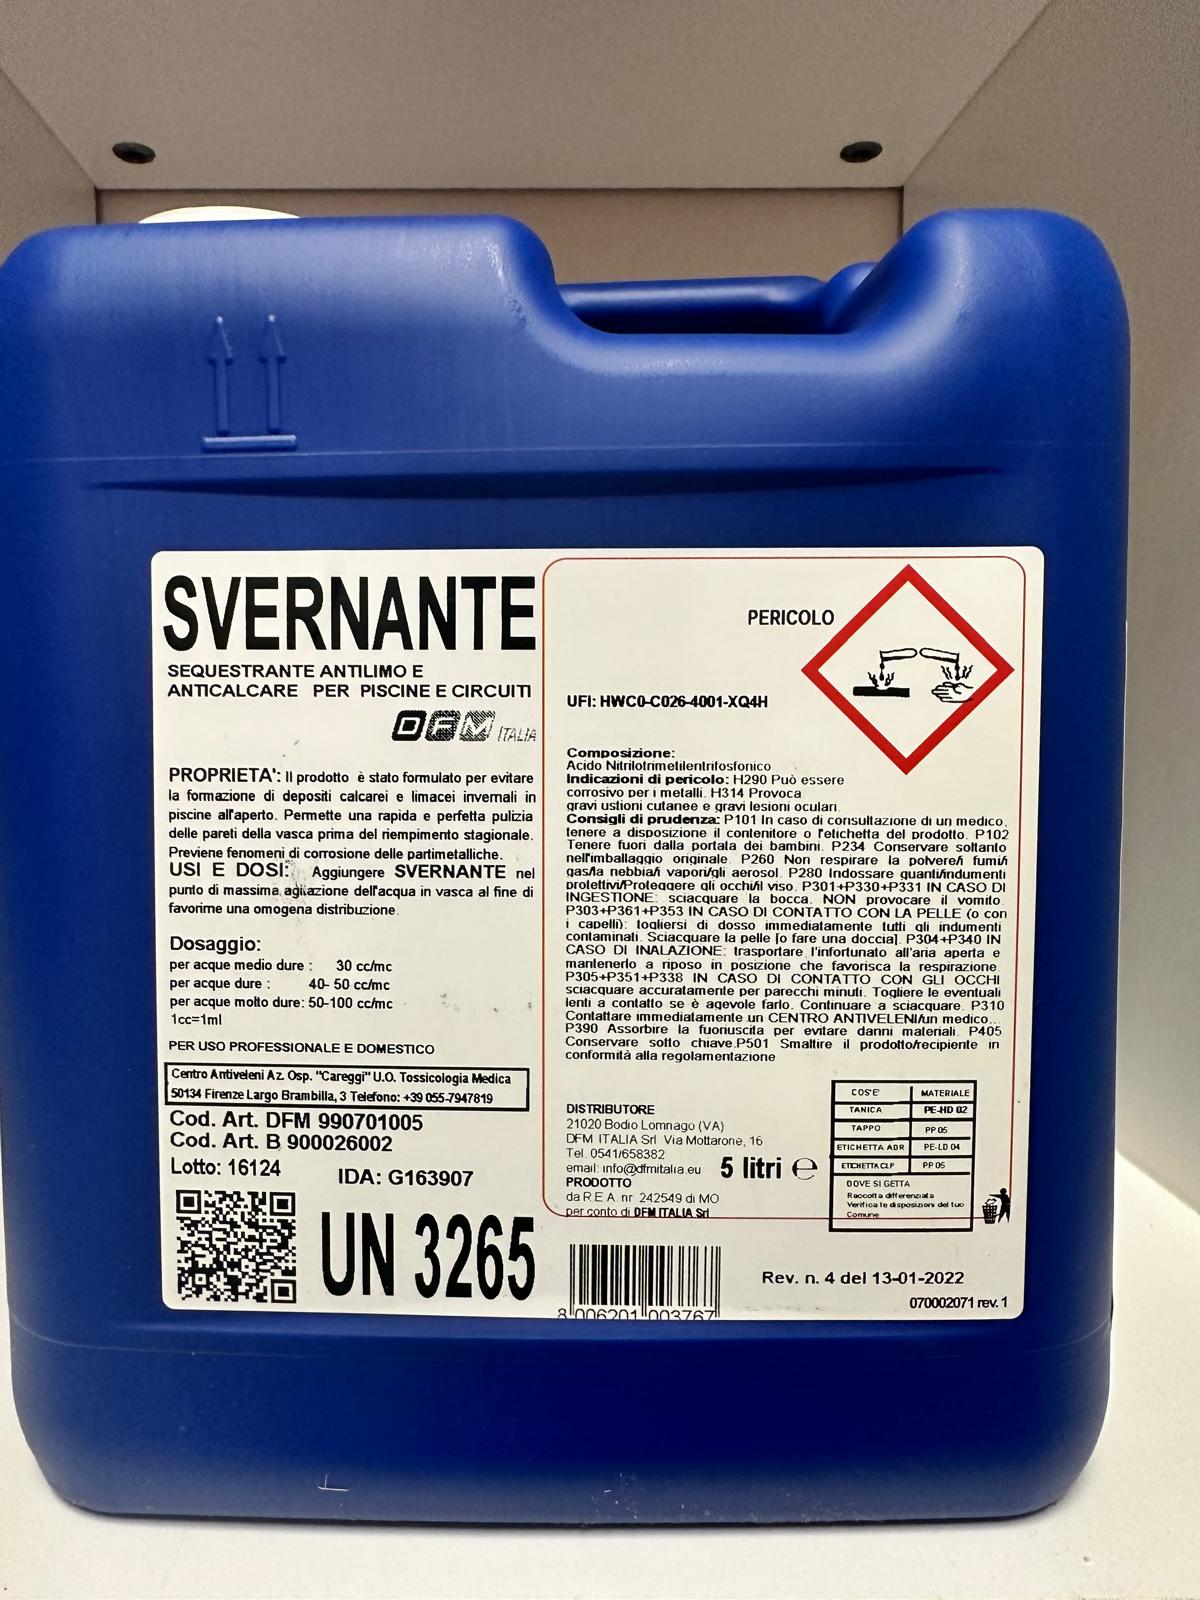 SVERNANTE
SEQUESTRANTE ANTILIMO E
ANTICALCARE PER PISCINE E CIRCUITI
DFM ITALIA
PROPRIETA': Il prodotto è stato formulato per evitare
la formazione di depositi calcarei e limacei invernali in
piscine all'aperto. Permette una rapida e perfetta pulizia
delle pareti della vasca prima del riempimento stagionale.
Previene fenomeni di corrosione delle partimetalliche.
USI E DOSI: Aggiungere SVERNANTE nel
punto di massima agitazione dell'acqua in vasca al fine di
favorirne una omogena distribuzione.
Dosaggio:
per acque medio dure : 30 cc/mc
per acque dure : 40- 50 cc/mc
per acque molto dure: 50-100 cc/mc
1cc=1ml
PER USO PROFESSIONALE E DOMESTICO
Centro Antiveleni Az. Osp. "Careggi" U.O. Tossicologia Medica
50134 Firenze Largo Brambilla, 3 Telefono: +39 055-7947819
Cod. Art. DFM 990701005
Cod. Art. B 900026002
Lotto: 16124
IDA: G163907
UN 3265
PERICOLO
UFI: HWC0-C026-4001-XQ4H
Composizione:
Acido Nitrilotrimetilentrifosfonico
Indicazioni di pericolo: H290 Può essere
corrosivo per i metalli. H314 Provoca
gravi ustioni cutanee e gravi lesioni oculari.
Consigli di prudenza: P101 In caso di consultazione di un medico,
tenere a disposizione il contenitore o l'etichetta del prodotto. P102
Tenere fuori dalla portata dei bambini. P234 Conservare soltanto
nell'imballaggio originale. P260 Non respirare la polvere/i fumi/i
gas/la nebbia/i vapori/gli aerosol. P280 Indossare guanti/indumenti
protettivi/Proteggere gli occhi/il viso. P301+P330+P331 IN CASO DI
INGESTIONE: sciacquare la bocca. NON provocare il vomito.
P303+P361+P353 IN CASO DI CONTATTO CON LA PELLE (o con
i capelli): togliersi di dosso immediatamente tutti gli indumenti
contaminati. Sciacquare la pelle [o fare una doccia]. P304+P340 IN
CASO DI INALAZIONE: trasportare l'infortunato all'aria aperta e
mantenerlo a riposo in posizione che favorisca la respirazione.
P305+P351+P338 IN CASO DI CONTATTO CON GLI OCCHI
sciacquare accuratamente per parecchi minuti. Togliere le eventuali
lenti a contatto se è agevole farlo. Continuare a sciacquare. P310
Contattare immediatamente un CENTRO ANTIVELENI/un medico...
P390 Assorbire la fuoriuscita per evitare danni materiali. P405
Conservare sotto chiave.P501 Smaltire il prodotto/recipiente in
conformità alla regolamentazione
DISTRIBUTORE
21020 Bodio Lomnago (VA)
DFM ITALIA Srl Via Mottarone, 16
Tel. 0541/658382
email: info@dfmitalia.eu
PRODOTTO
da R.E.A. nr 242549 di MO
per conto di DFM ITALIA Srl
5 litri ℮
COS'E' MATERIALE
TANICA PE-HD 02
TAPPO PP 05
ETICHETTA ADR PE-LD 04
ETICHETTA CLP PP 05
DOVE SI GETTA
Raccolta differenziata
Verifica le disposizioni del tuo
Comune
8 006201 003767
Rev. n. 4 del 13-01-2022
070002071 rev. 1